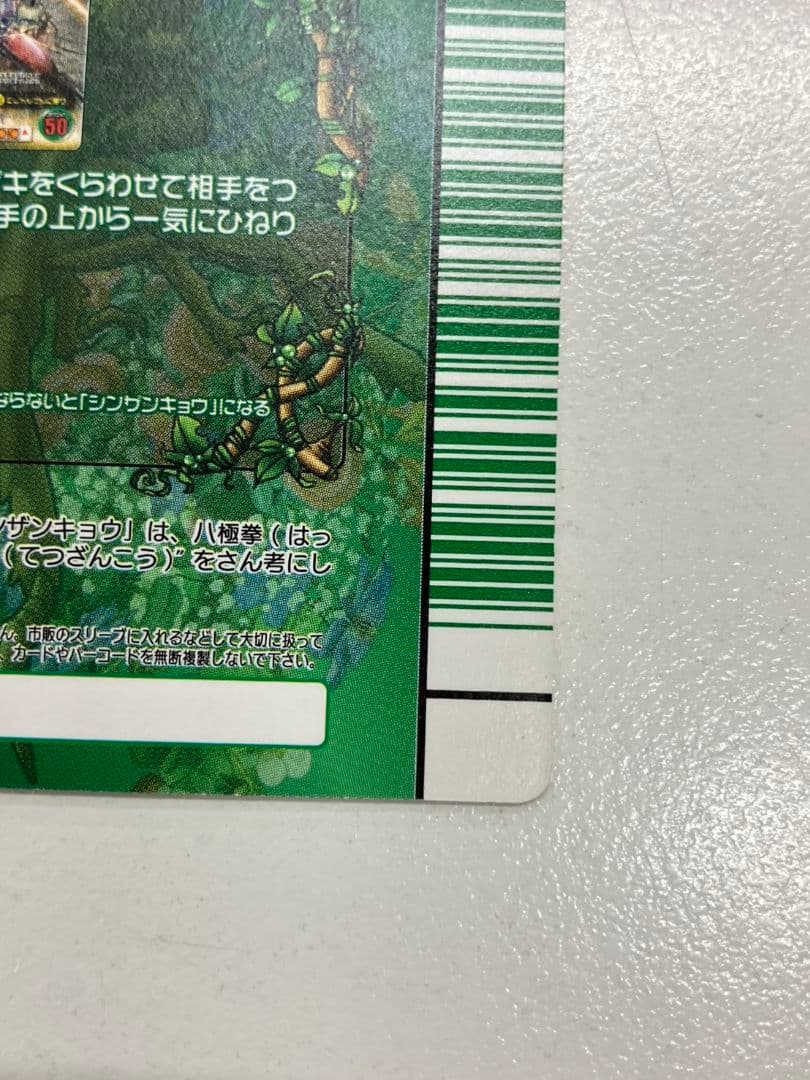 50
キをくらわせて相手をつ
手の上から一気にひねり
ならないと「シンザンキョウ」になる
ンザンキョウ」は、八極拳(はっ
(てつざんこう)"をさん考にし
ん。市販のスリーブに入れるなどして大切に扱って
、カードやバーコードを無断複製しないで下さい。